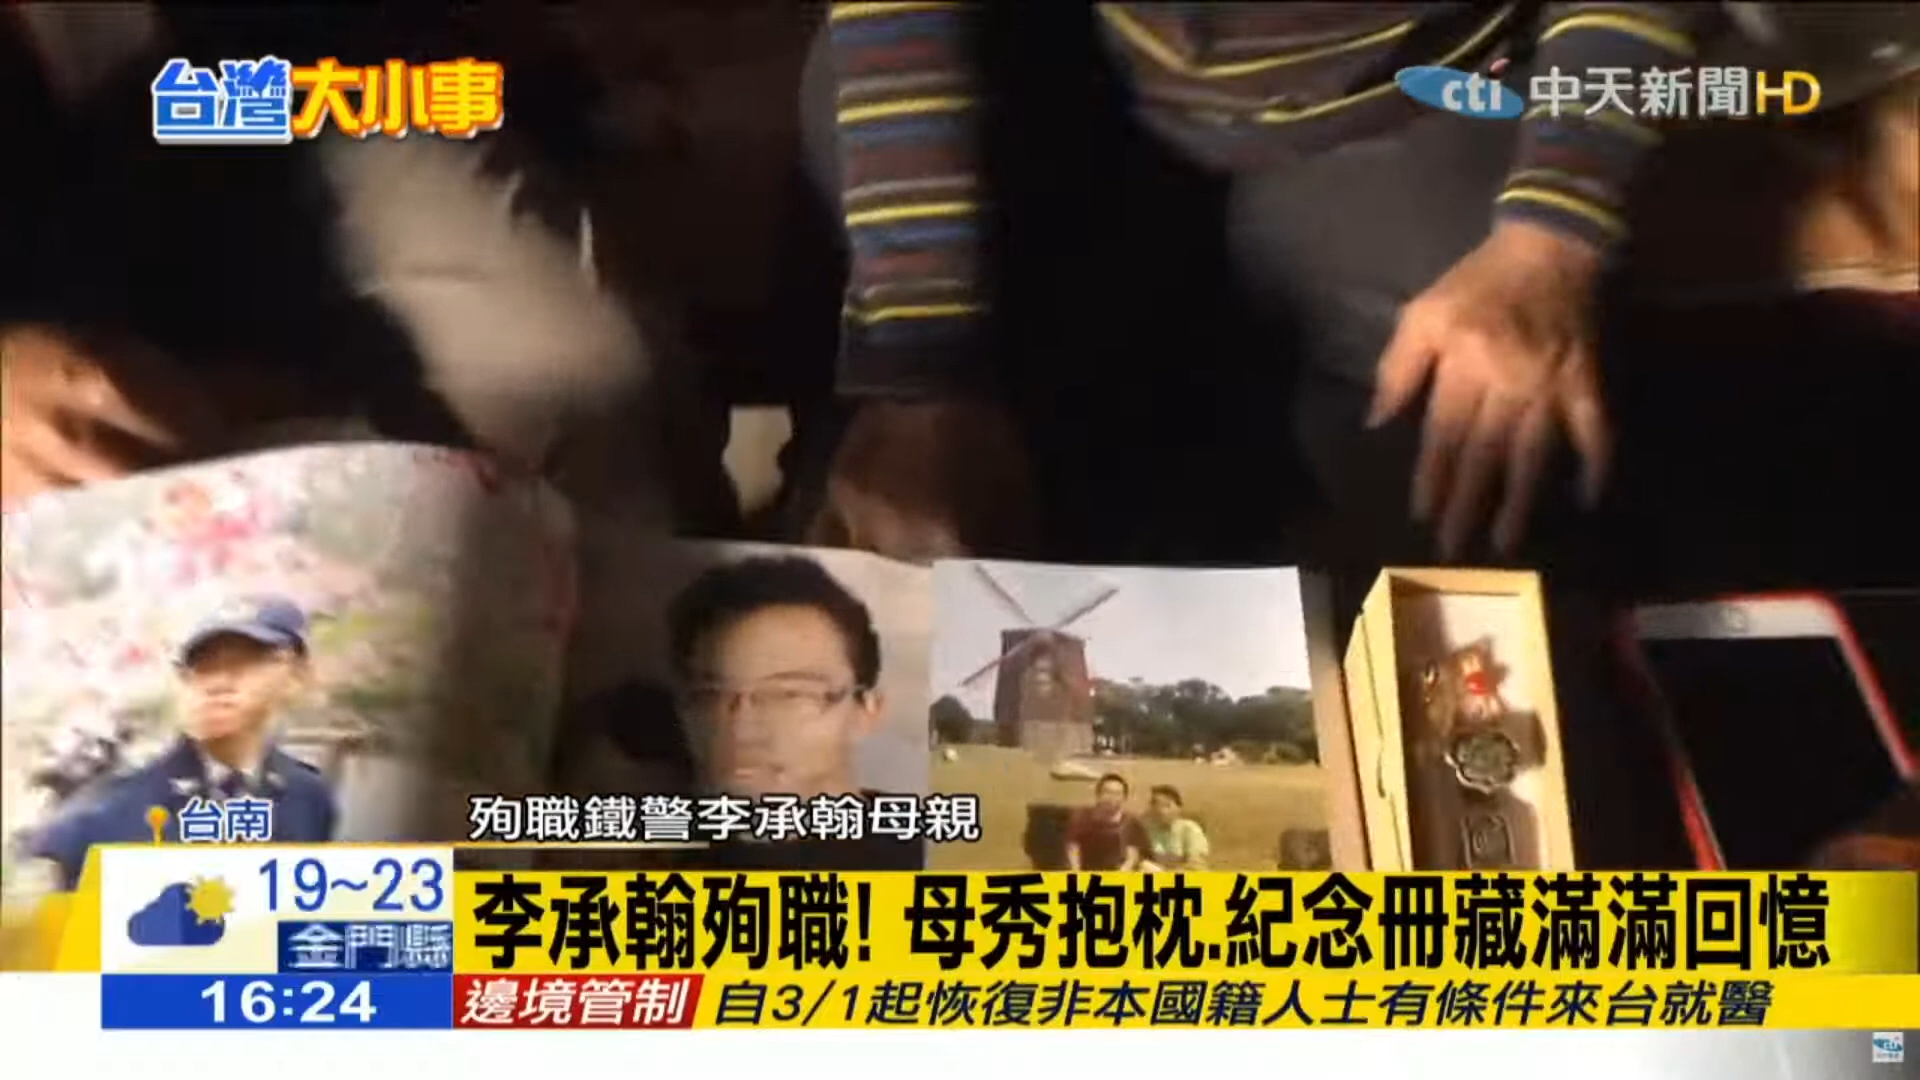 台灣大小事
cti 中天新聞HD
台南
殉職鐵警李承翰母親
19~23
金門縣
李承翰殉職! 母秀抱枕.紀念冊藏滿滿回憶
16:24
邊境管制
自3/1起恢復非本國籍人士有條件來台就醫
cti